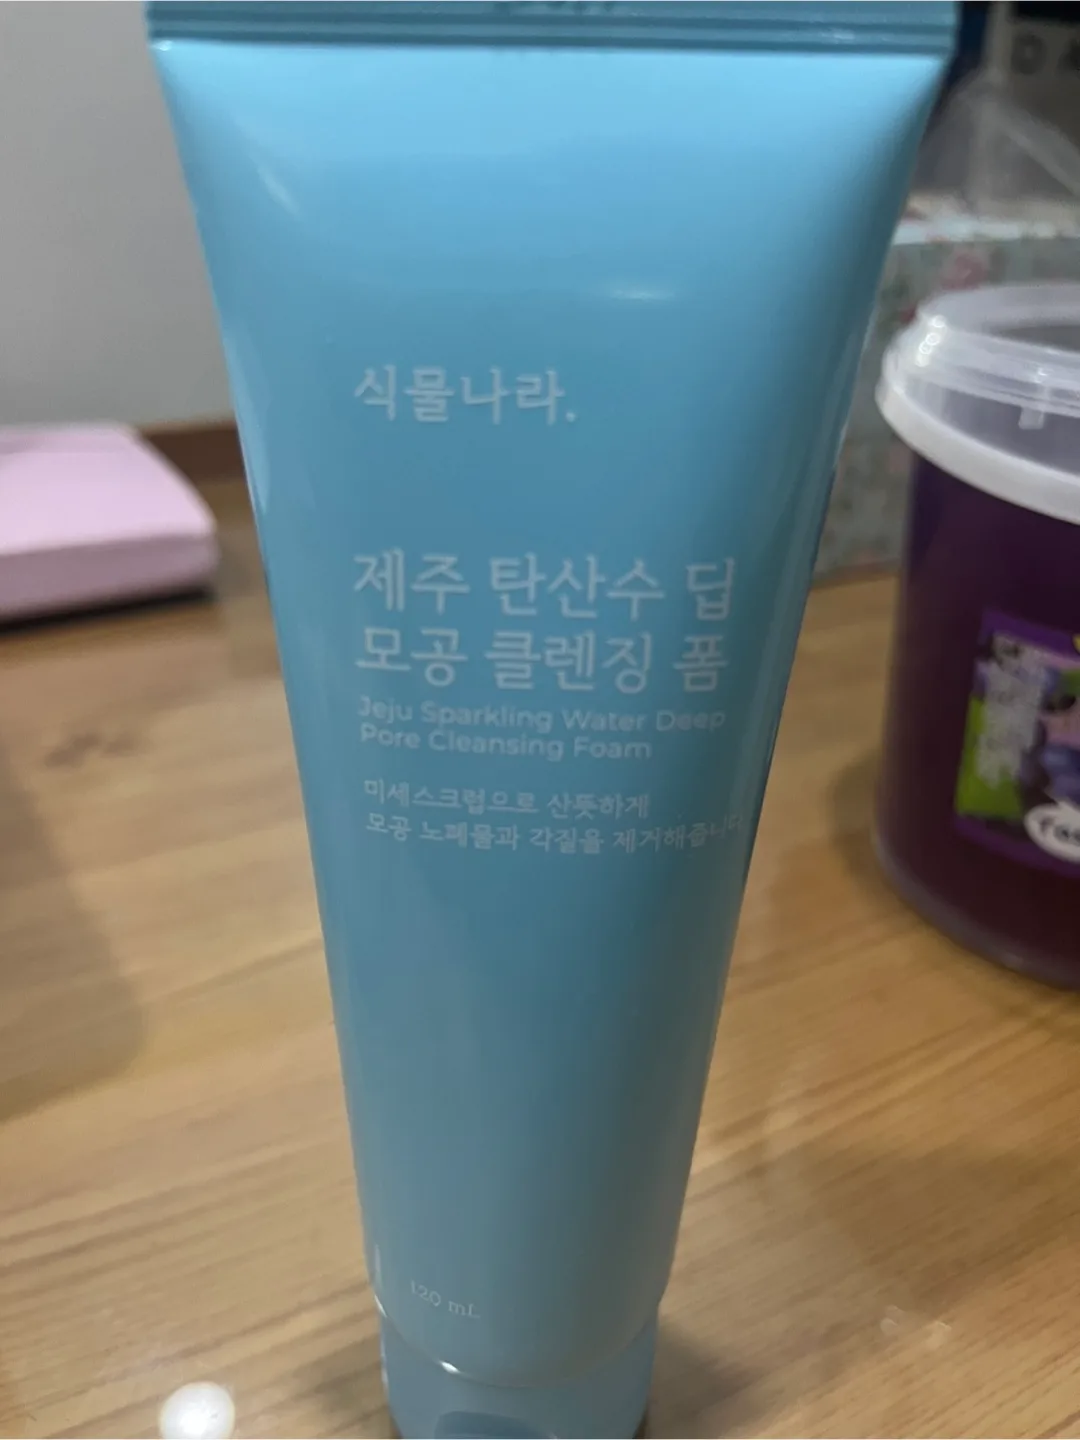 식물나라.
제주 탄산수 딥
모공 클렌징 폼
Jeju Sparkling Water Deep
Pore Cleansing Foam
미세스크럽으로 산뜻하게
모공 노폐물과 각질을 제거해줍니다
120 mL